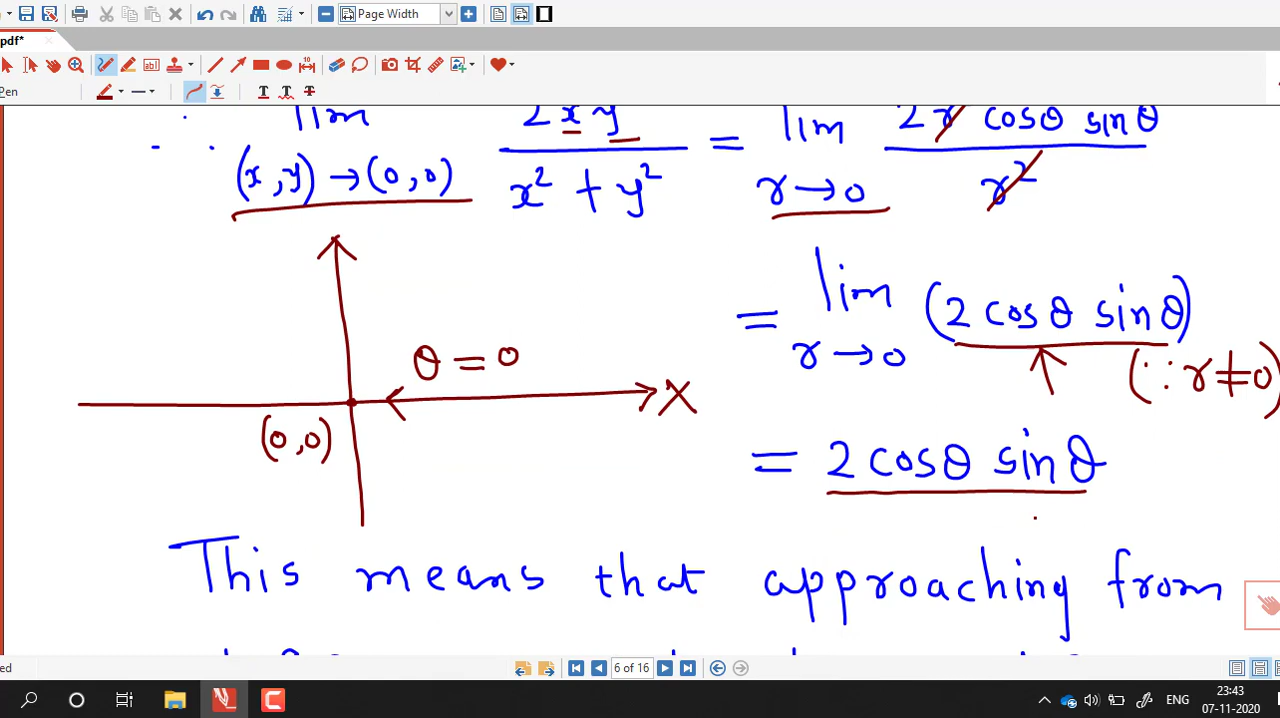 pdf*
Page Width
Pen
∴ lim (x,y)→(0,0) 2xy / x² + y² = lim r→0 2r cosθ sinθ / r²
= lim r→0 (2 cosθ sinθ)
(∵ r ≠ 0)
θ = 0
X
(0,0)
= 2 cosθ sinθ
This means that approaching from
6 of 16
ENG
23:43
07-11-2020